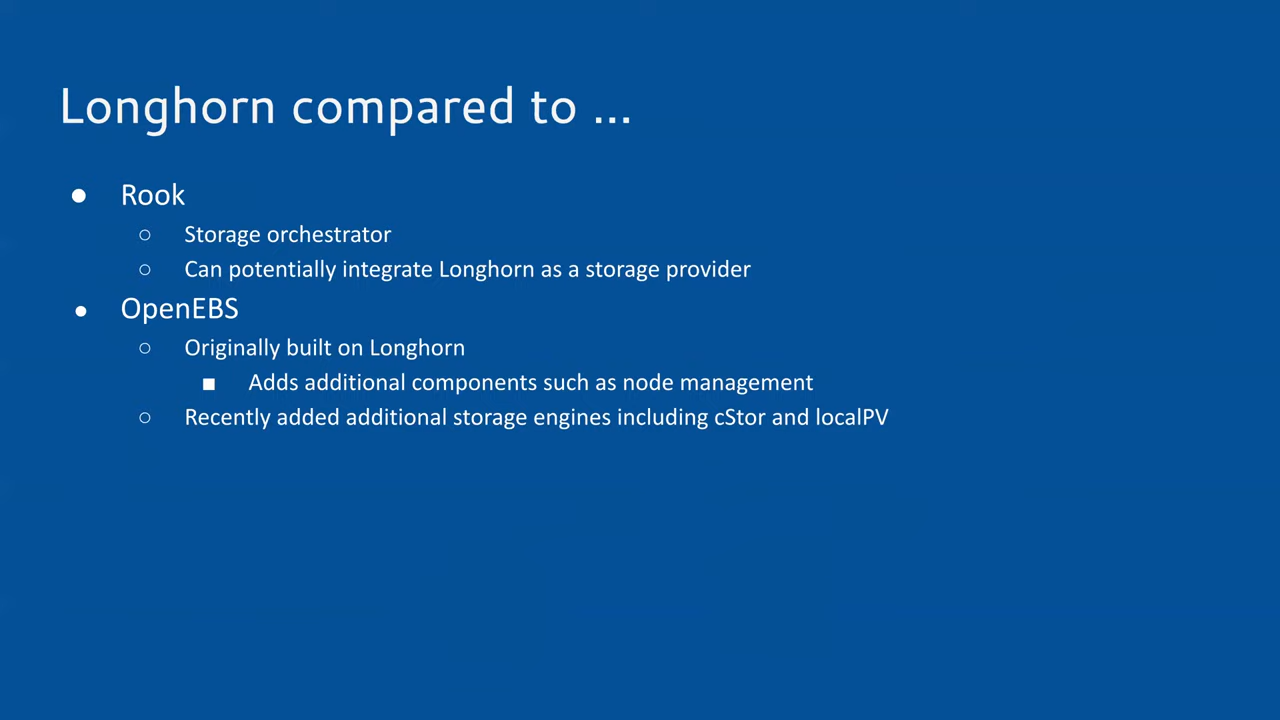 Longhorn compared to ...
● Rook
○ Storage orchestrator
○ Can potentially integrate Longhorn as a storage provider
● OpenEBS
○ Originally built on Longhorn
■ Adds additional components such as node management
○ Recently added additional storage engines including cStor and localPV